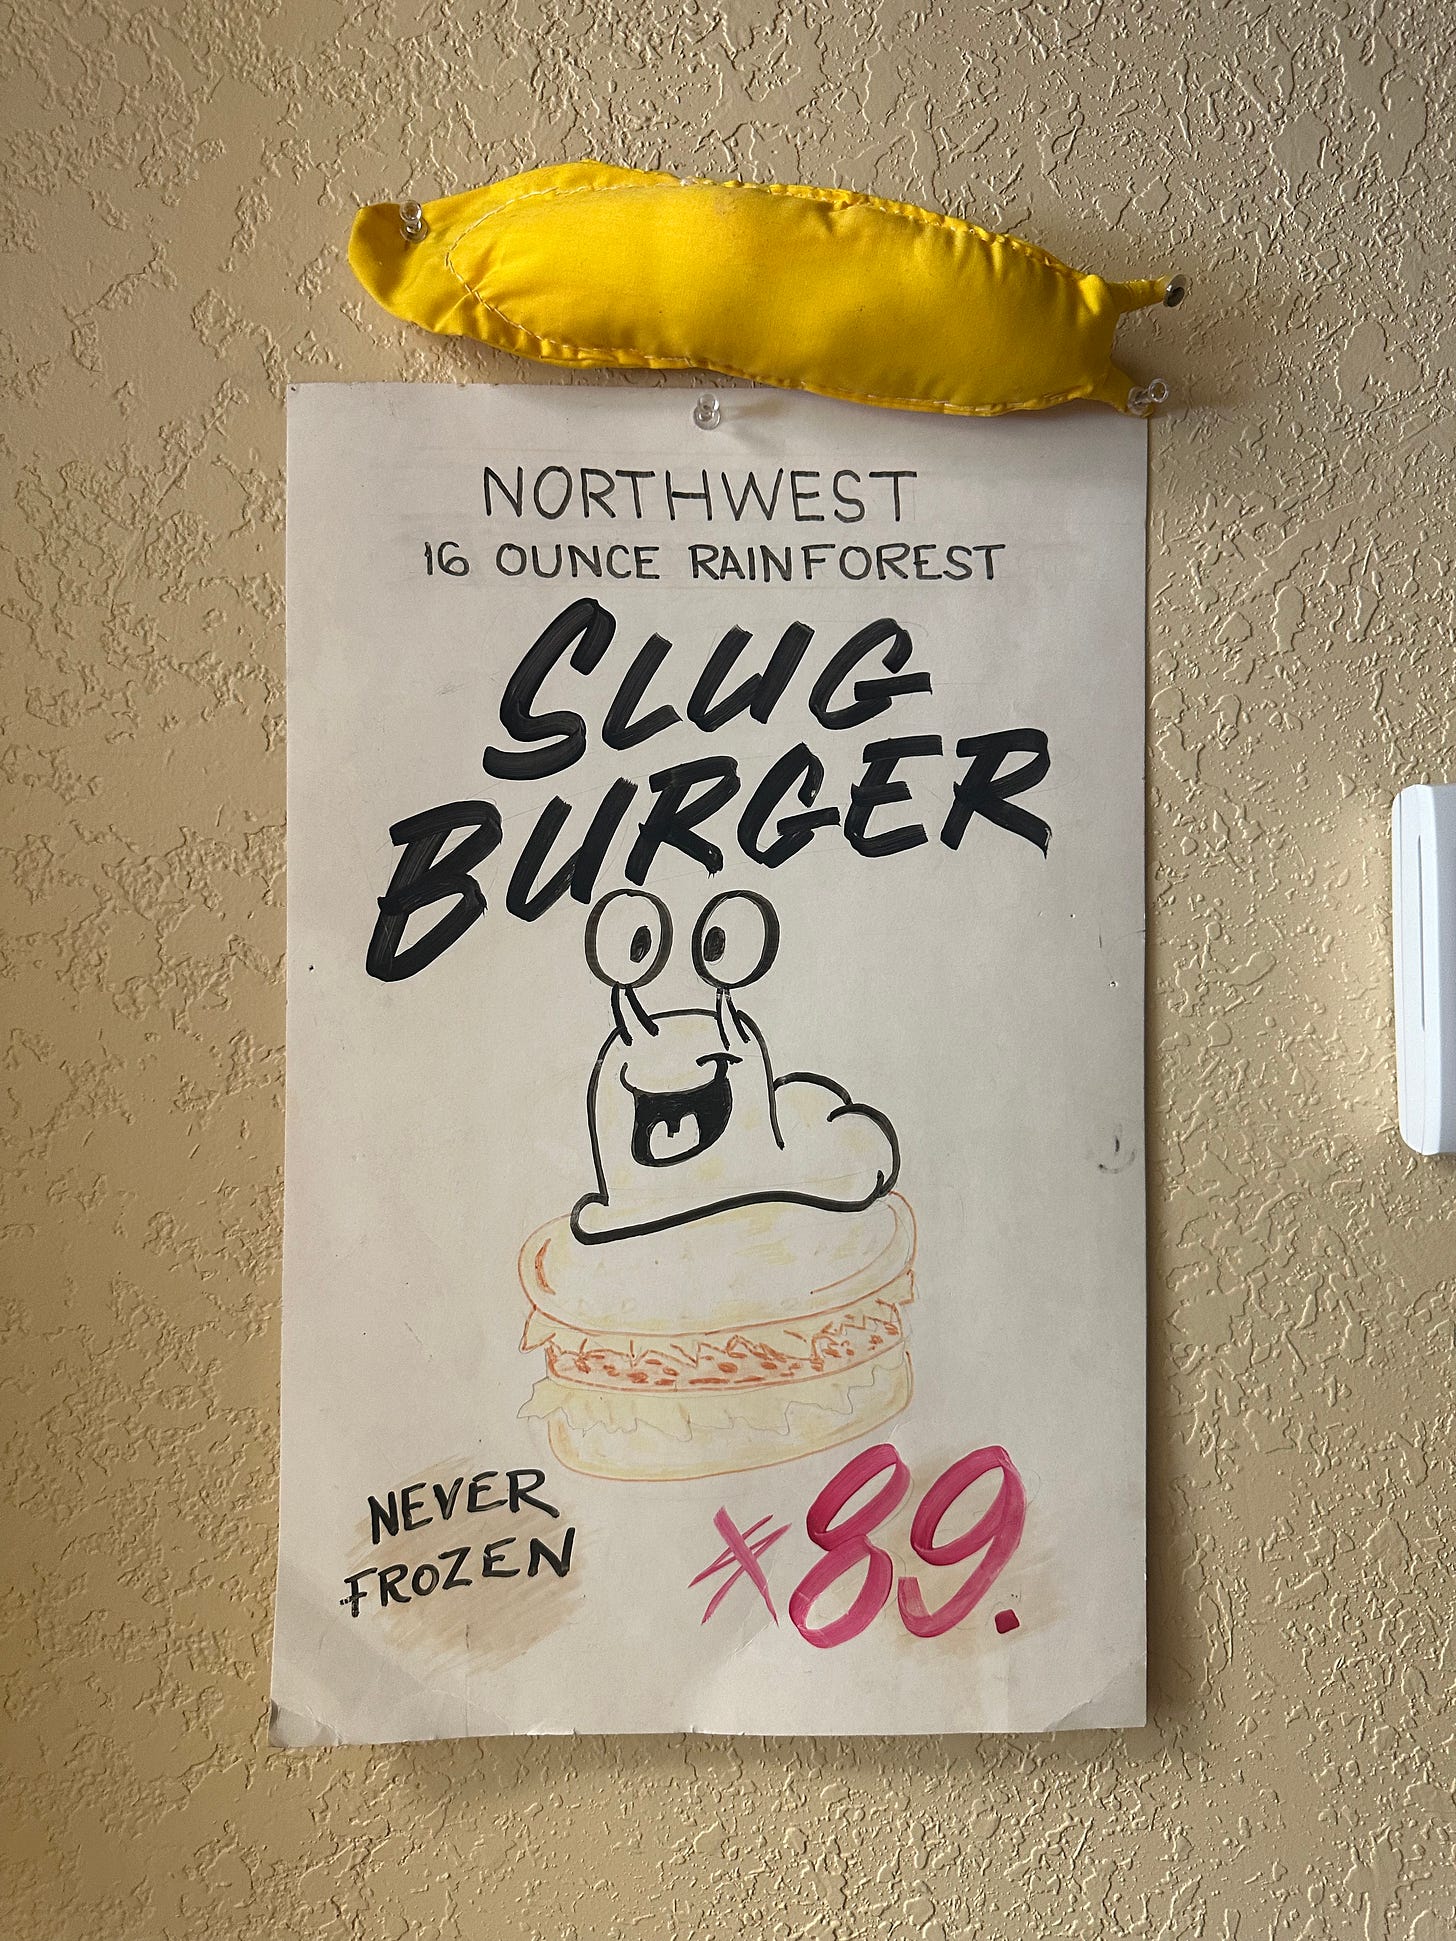 NORTHWEST
16 OUNCE RAINFOREST
SLUG
BURGER
NEVER
FROZEN
*89.